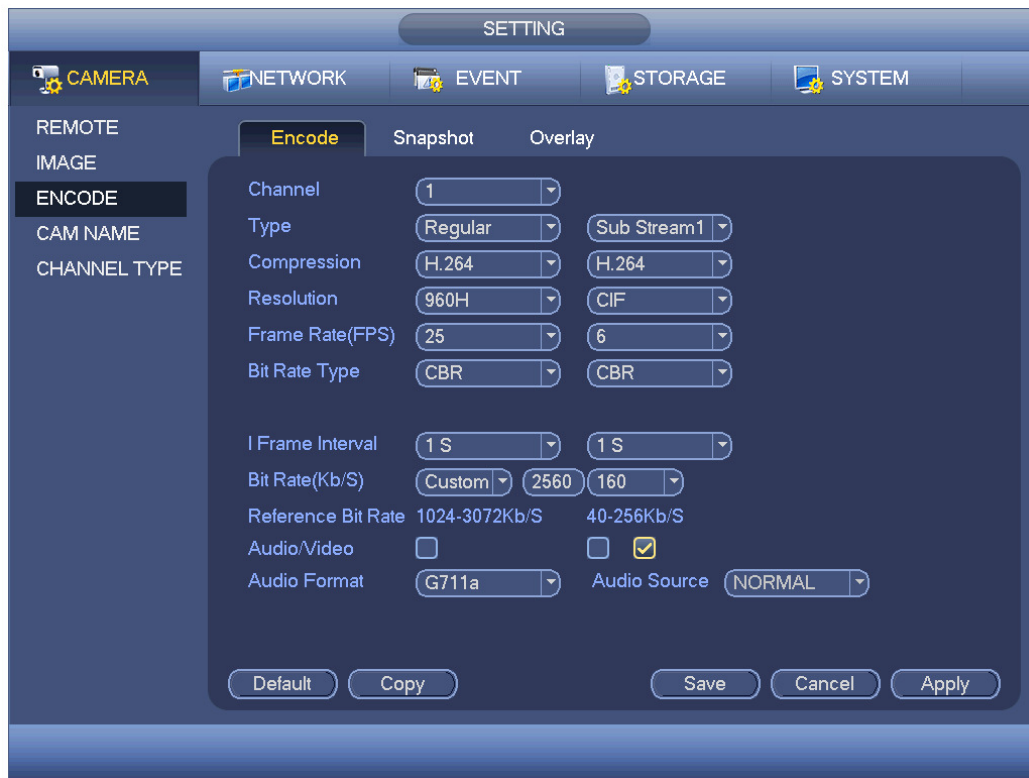 SETTING
CAMERA NETWORK EVENT STORAGE SYSTEM
REMOTE
IMAGE
ENCODE
CAM NAME
CHANNEL TYPE
Encode Snapshot Overlay
Channel 1
Type Regular Sub Stream1
Compression H.264 H.264
Resolution 960H CIF
Frame Rate(FPS) 25 6
Bit Rate Type CBR CBR
I Frame Interval 1 S 1 S
Bit Rate(Kb/S) Custom 2560 160
Reference Bit Rate 1024-3072Kb/S 40-256Kb/S
Audio/Video
Audio Format G711a Audio Source NORMAL
Default Copy Save Cancel Apply